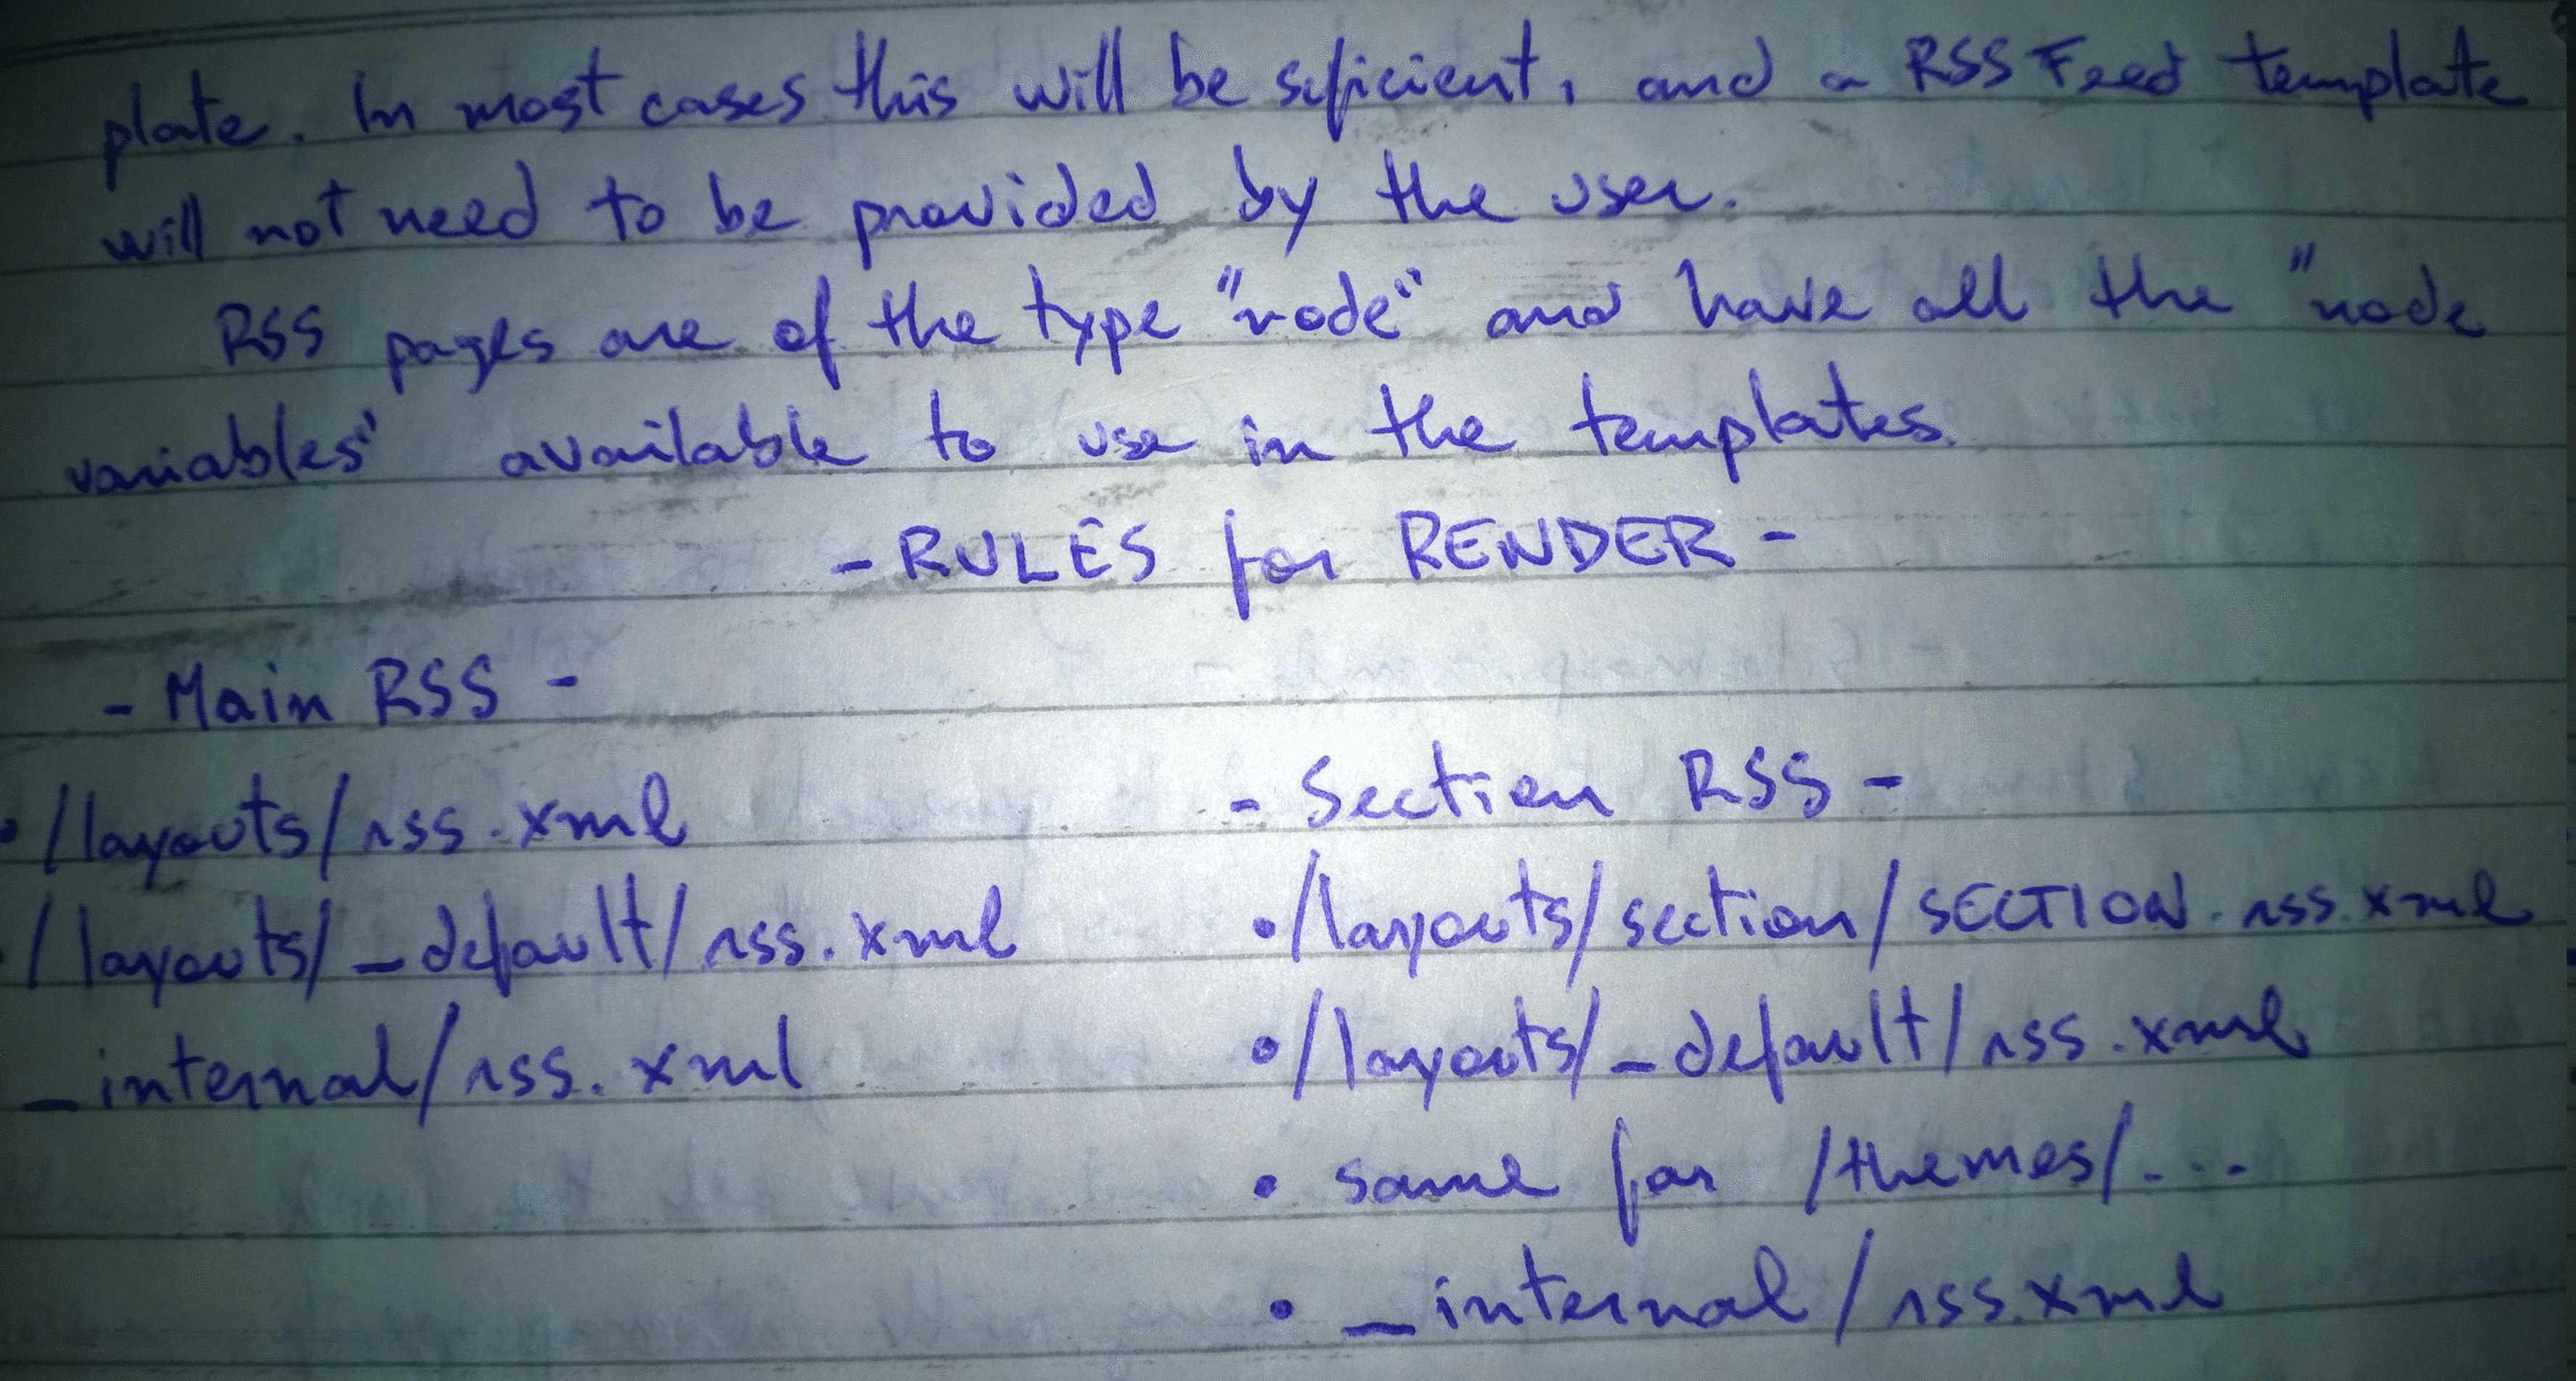 plate. In most cases this will be suficient, and a RSS Feed template
will not need to be provided by the user.
RSS pages are of the type "node" and have all the "node
variables" available to use in the templates.
- RULES for RENDER -
- Main RSS -
• /layouts/rss.xml
• /layouts/_default/rss.xml
_internal/rss.xml
- Section RSS -
• /layouts/section/SECTION.rss.xml
• /layouts/_default/rss.xml
• same for /themes/...
• _internal/rss.xml